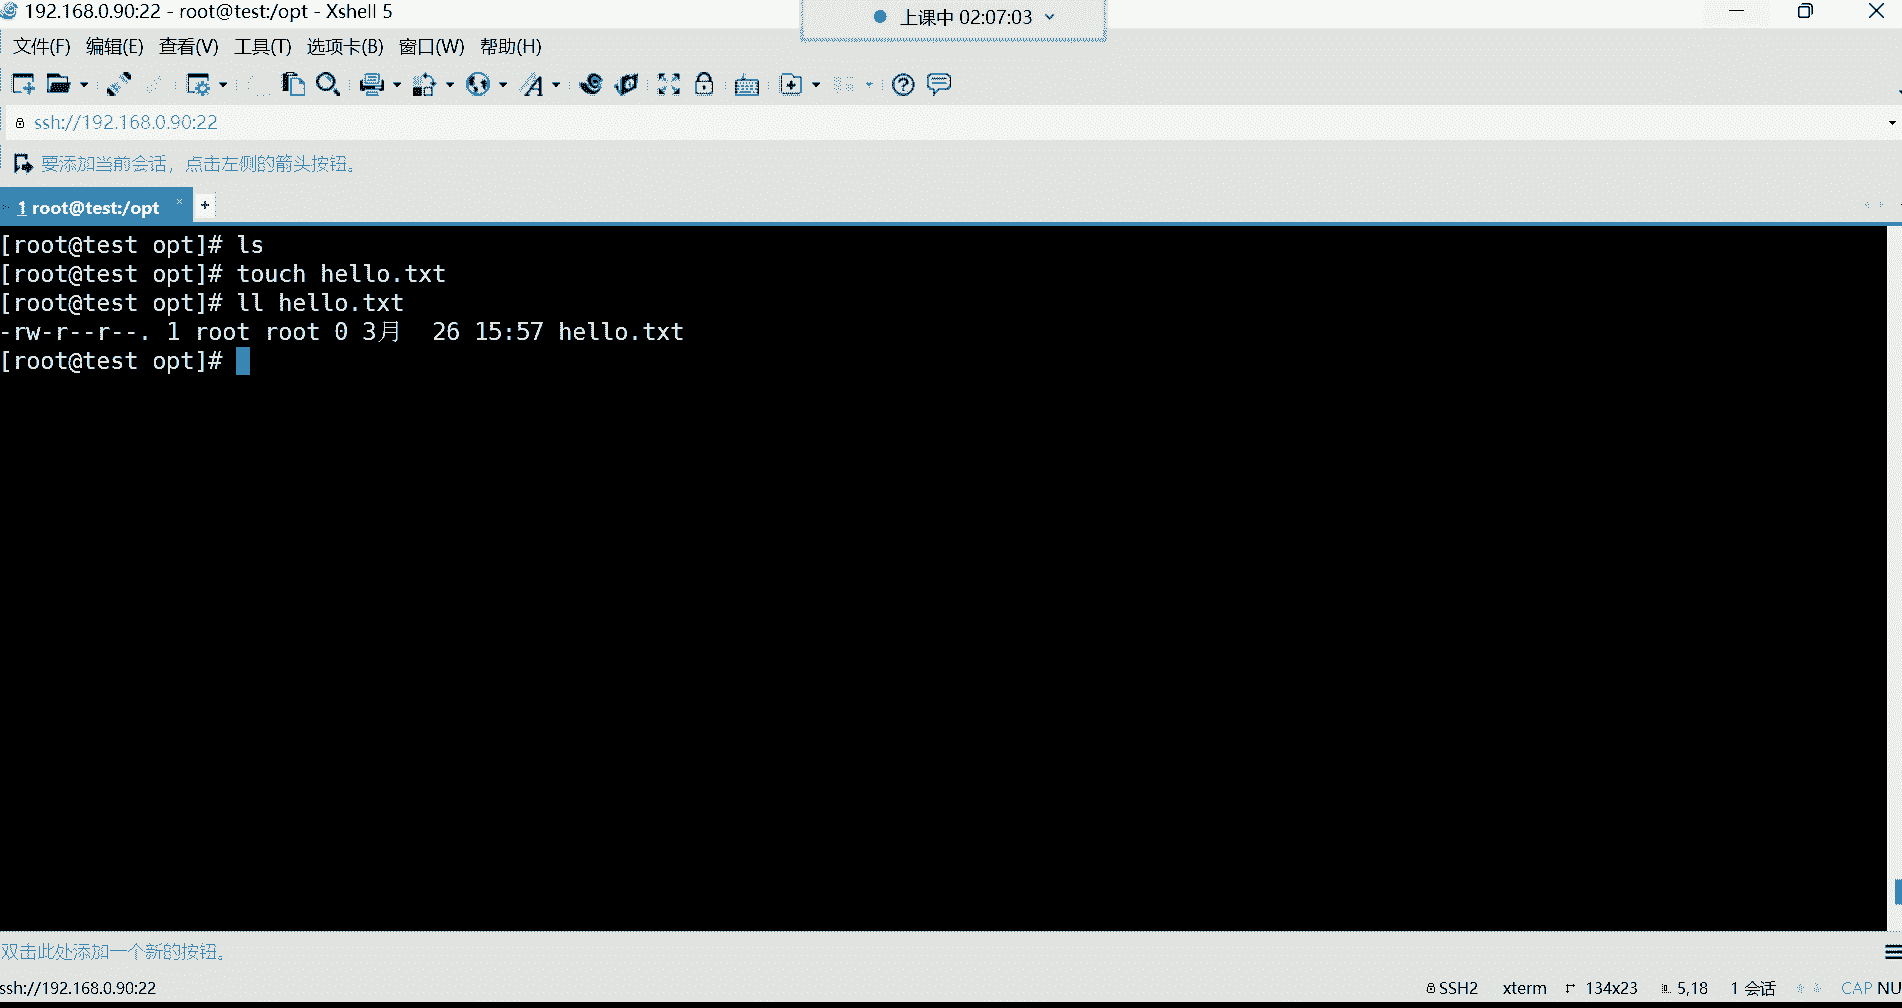 192.168.0.90:22 - root@test:/opt - Xshell 5
上课中 02:07:03
文件(F) 编辑(E) 查看(V) 工具(T) 选项卡(B) 窗口(W) 帮助(H)
ssh://192.168.0.90:22
要添加当前会话，点击左侧的箭头按钮。
1 root@test:/opt × +
[root@test opt]# ls
[root@test opt]# touch hello.txt
[root@test opt]# ll hello.txt
-rw-r--r--. 1 root root 0 3月  26 15:57 hello.txt
[root@test opt]#
双击此处添加一个新的按钮。
ssh://192.168.0.90:22 SSH2 xterm 134x23 5,18 1 会话 CAP NU